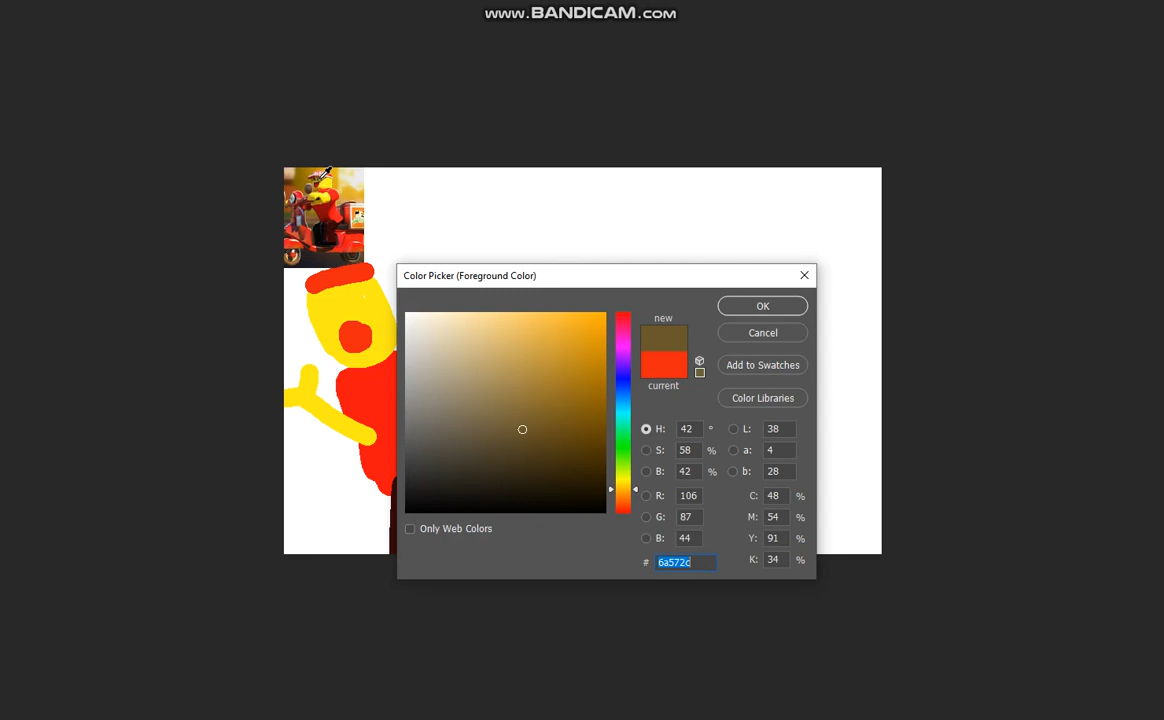 www.BANDICAM.com
Color Picker (Foreground Color)
new
current
OK
Cancel
Add to Swatches
Color Libraries
H: 42 ° L: 38
S: 58 % a: 4
B: 42 % b: 28
R: 106 C: 48 %
G: 87 M: 54 %
B: 44 Y: 91 %
# 6a572c K: 34 %
Only Web Colors